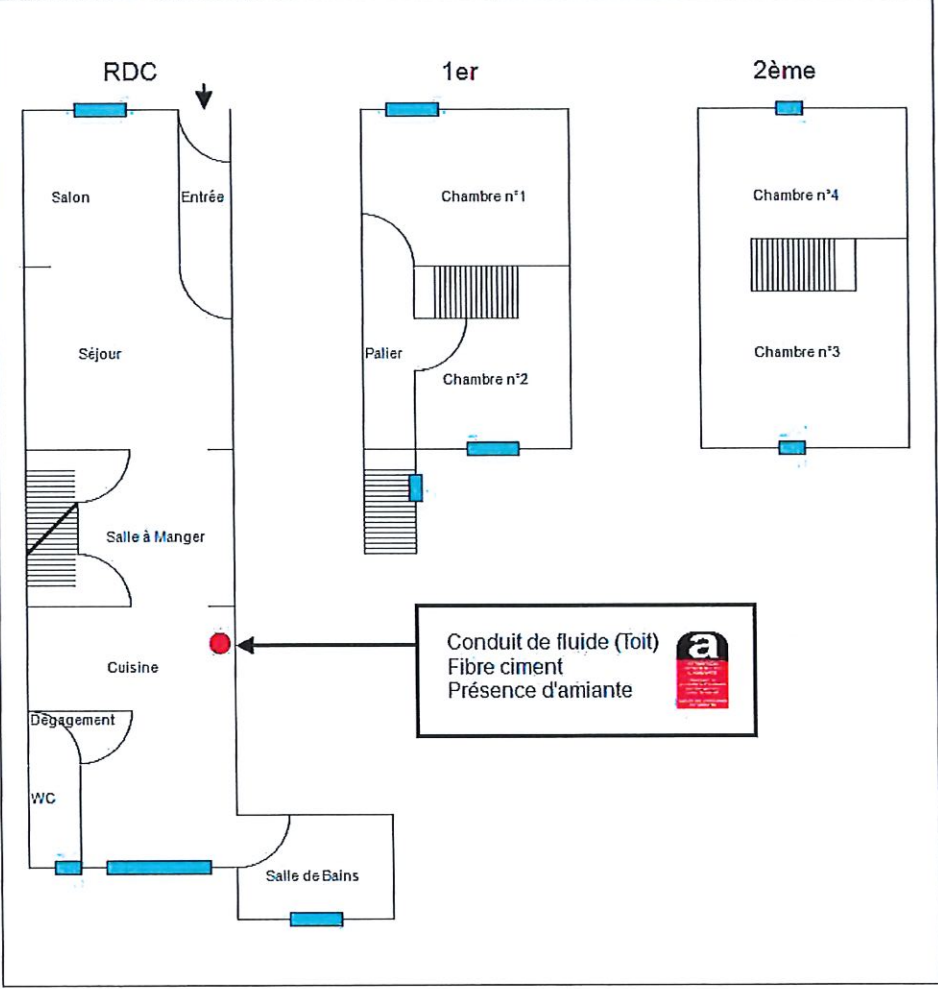 RDC
1er
2ème
Salon
Entrée
Séjour
Salle à Manger
Cuisine
Dégagement
WC
Salle de Bains
Chambre n°1
Palier
Chambre n°2
Chambre n°4
Chambre n°3
Conduit de fluide (Toit)
Fibre ciment
Présence d'amiante
a